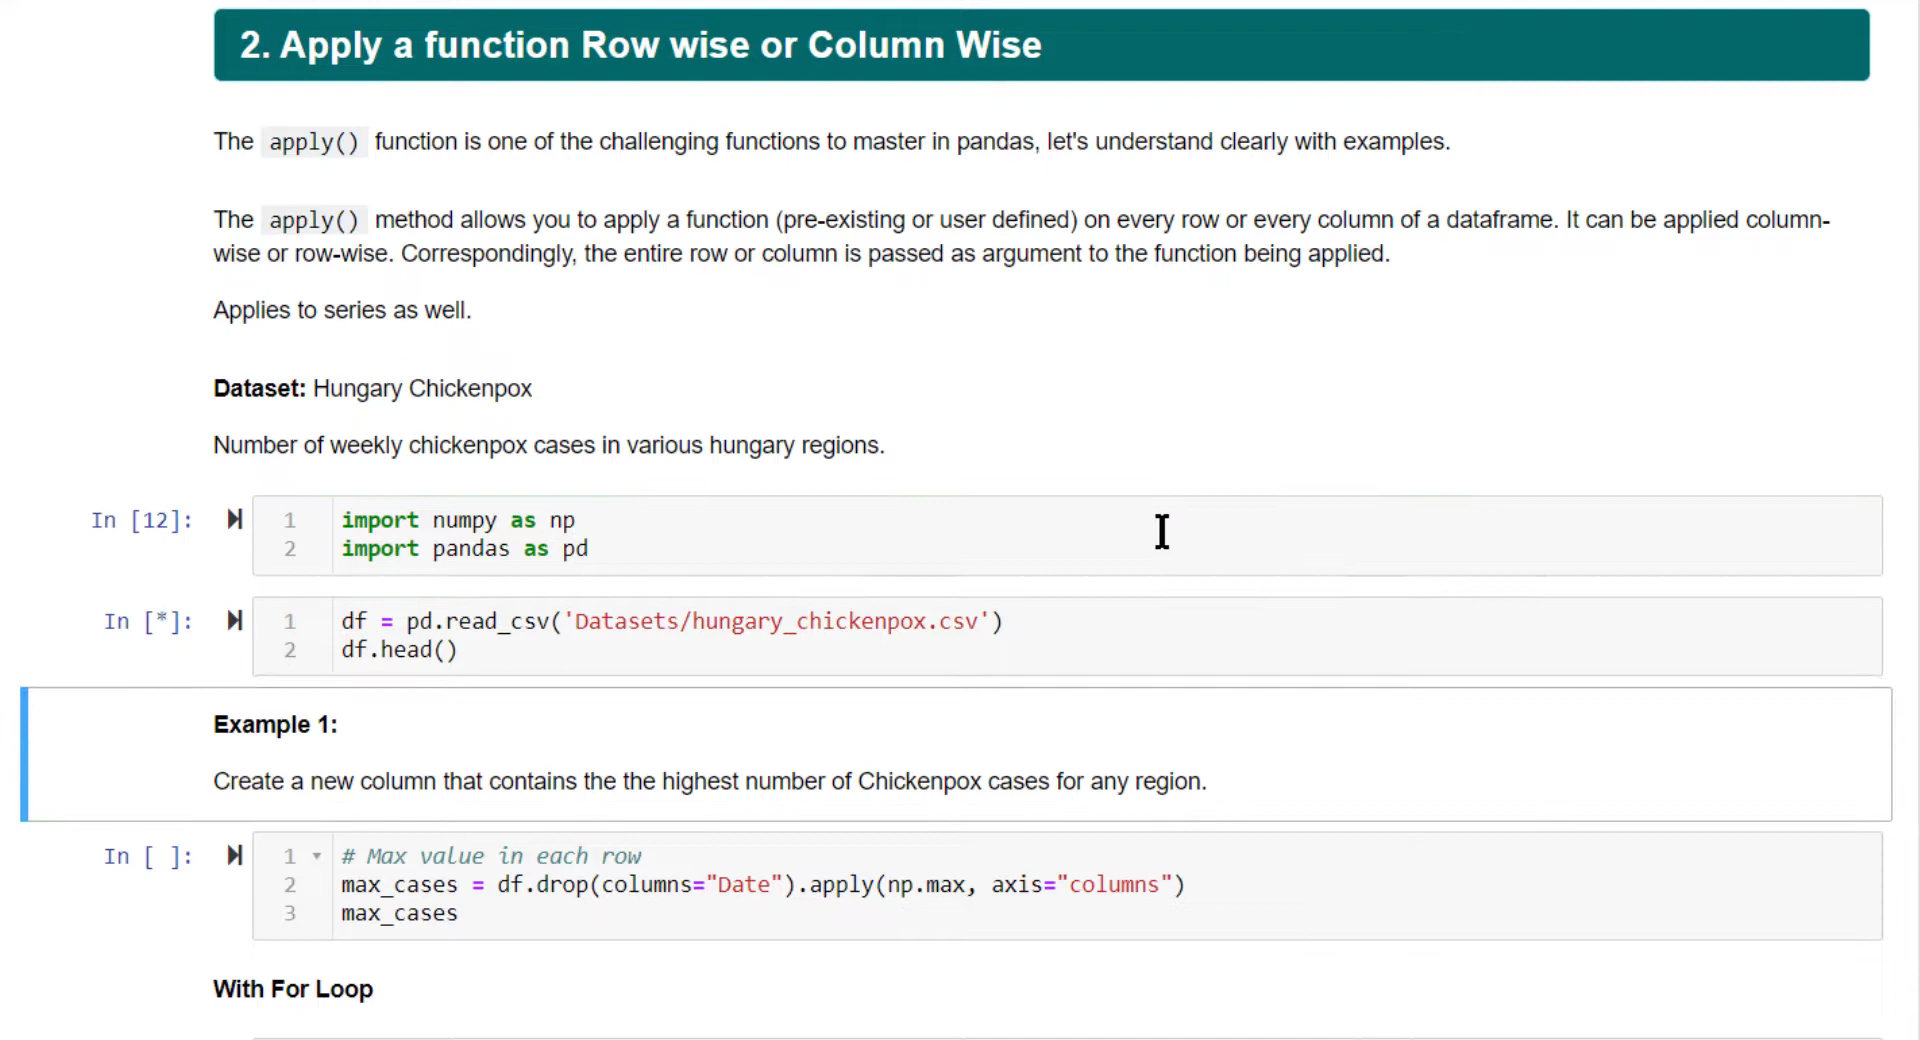 2. Apply a function Row wise or Column Wise
The apply() function is one of the challenging functions to master in pandas, let's understand clearly with examples.
The apply() method allows you to apply a function (pre-existing or user defined) on every row or every column of a dataframe. It can be applied column-
wise or row-wise. Correspondingly, the entire row or column is passed as argument to the function being applied.
Applies to series as well.
Dataset: Hungary Chickenpox
Number of weekly chickenpox cases in various hungary regions.
In [12]: 1 import numpy as np
2 import pandas as pd
In [*]: 1 df = pd.read_csv('Datasets/hungary_chickenpox.csv')
2 df.head()
Example 1:
Create a new column that contains the the highest number of Chickenpox cases for any region.
In [ ]: 1 # Max value in each row
2 max_cases = df.drop(columns="Date").apply(np.max, axis="columns")
3 max_cases
With For Loop